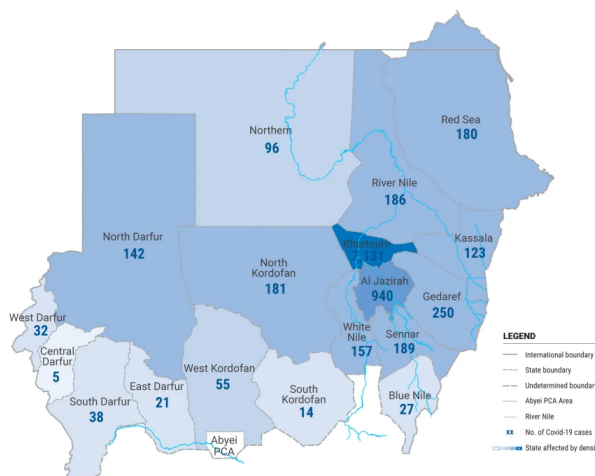 Red Sea
180
Northern
96
River Nile
186
North Darfur
142
Khartoum
7,131
Kassala
123
North
Kordofan
181
Al Jazirah
940
Gedaref
250
West Darfur
32
White
Nile
157
Sennar
189
Central
Darfur
5
West Kordofan
55
East Darfur
21
South Darfur
38
South
Kordofan
14
Blue Nile
27
Abyei
PCA
LEGEND
International boundary
State boundary
Undetermined boundar
Abyei PCA Area
River Nile
XX No. of Covid-19 cases
State affected by densi